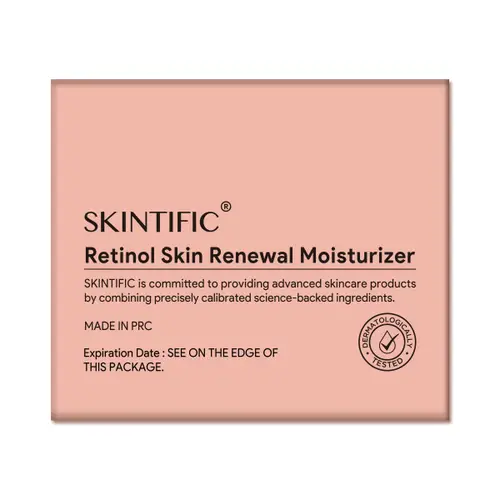 SKINTIFIC®
Retinol Skin Renewal Moisturizer
SKINTIFIC is committed to providing advanced skincare products
by combining precisely calibrated science-backed ingredients.
MADE IN PRC
Expiration Date : SEE ON THE EDGE OF
THIS PACKAGE.
DERMATOLOGICALLY
TESTED